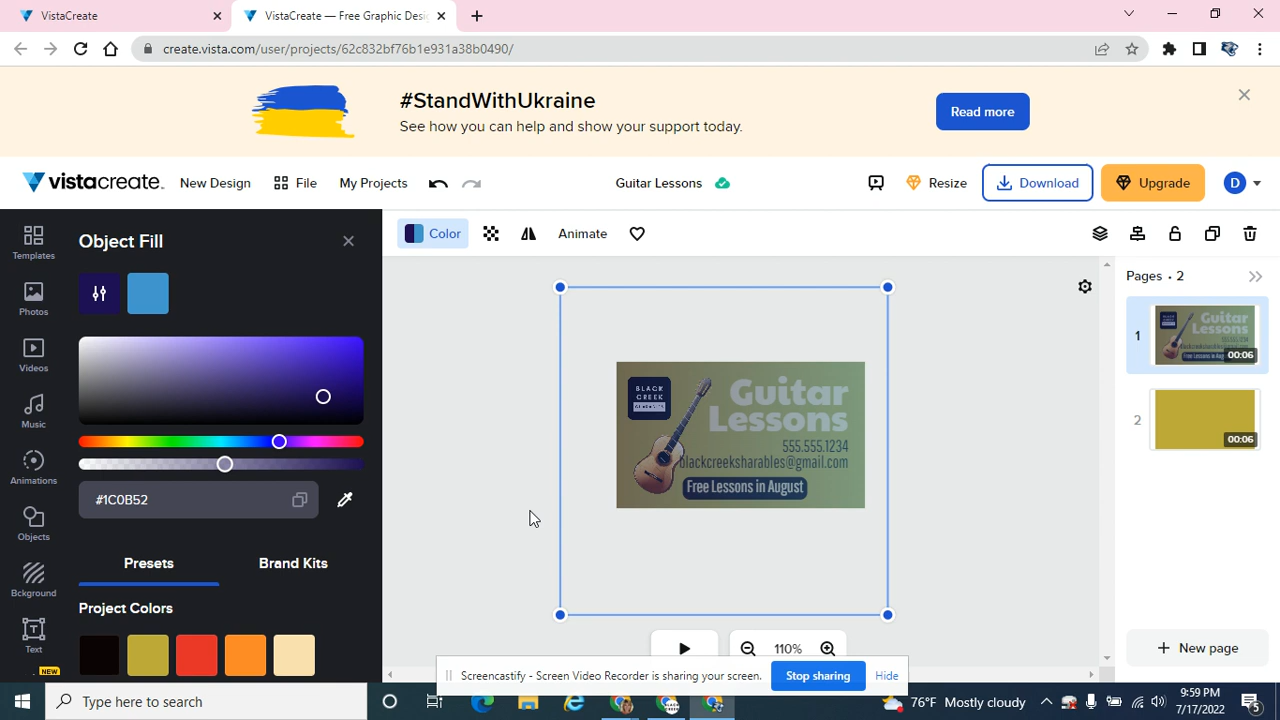 VistaCreate
VistaCreate — Free Graphic Desi
create.vista.com/user/projects/62c832bf76b1e931a38b0490/
#StandWithUkraine
See how you can help and show your support today.
Read more
vistacreate
New Design
File
My Projects
Guitar Lessons
Resize
Download
Upgrade
D
Templates
Photos
Videos
Music
Animations
Objects
Bckground
Text
NEW
Object Fill
#1C0B52
Presets
Brand Kits
Project Colors
Color
Animate
BLACK
CREEK
Guitar
Lessons
555.555.1234
blackcreeksharables@gmail.com
Free Lessons in August
110%
Pages • 2
1
Guitar
Lessons
00:06
2
00:06
New page
Screencastify - Screen Video Recorder is sharing your screen.
Stop sharing
Hide
Type here to search
76°F Mostly cloudy
9:59 PM
7/17/2022
5